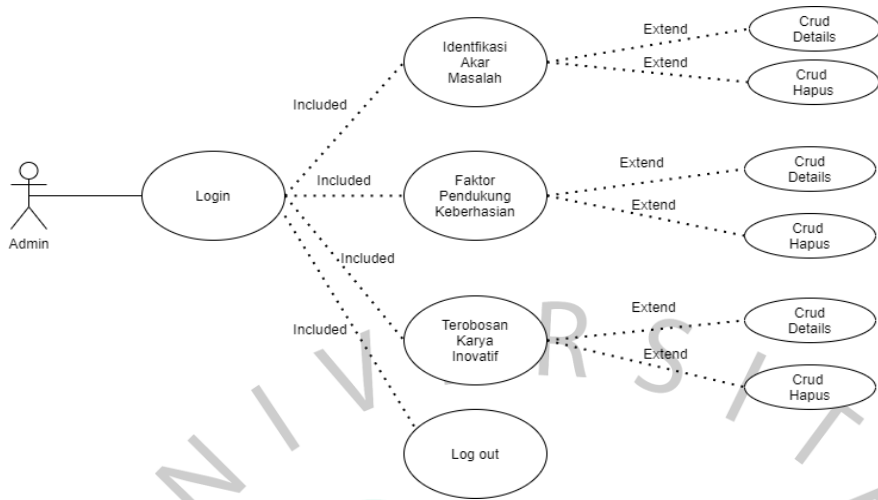 Identfikasi
Akar
Masalah
Extend
Crud
Details
Extend
Crud
Hapus
Included
Admin
Login
Included
Faktor
Pendukung
Keberhasian
Extend
Crud
Details
Extend
Crud
Hapus
Included
Terobosan
Karya
Inovatif
Extend
Crud
Details
Extend
Crud
Hapus
Included
Log out
NIVERSIT